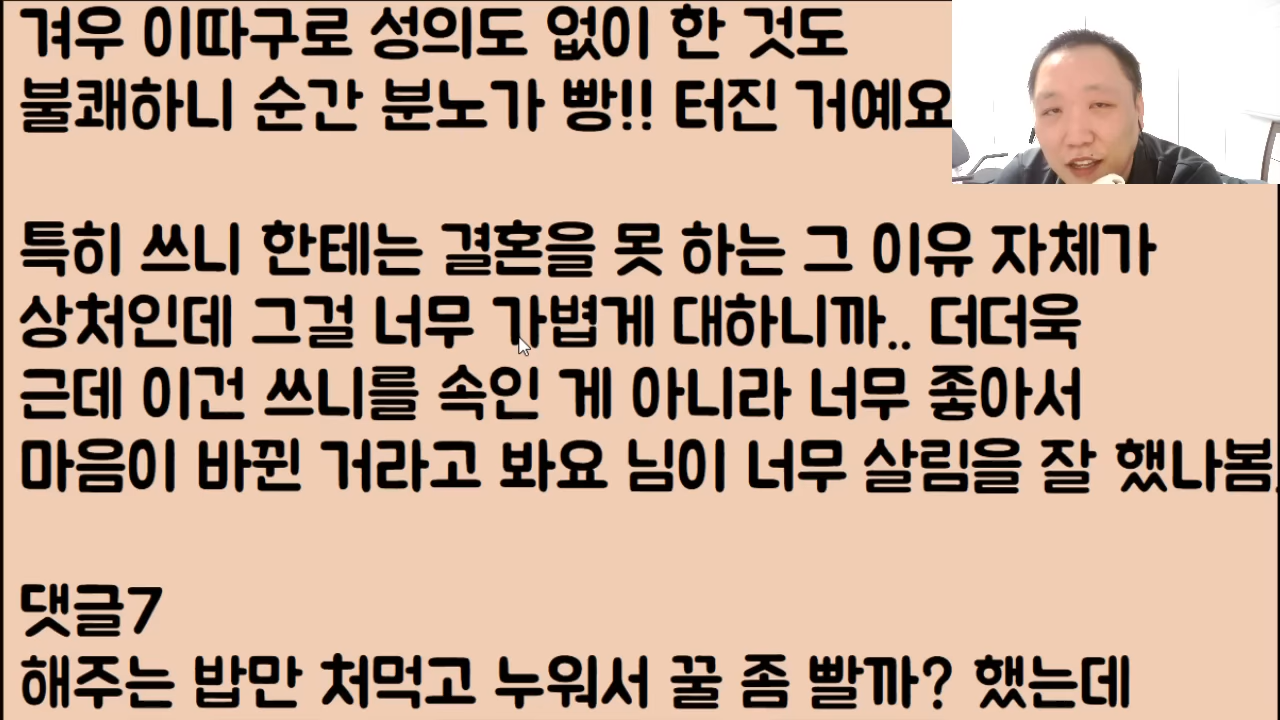 겨우 이따구로 성의도 없이 한 것도
불쾌하니 순간 분노가 빵!! 터진 거예요
특히 쓰니 한테는 결혼을 못 하는 그 이유 자체가
상처인데 그걸 너무 가볍게 대하니까.. 더더욱
근데 이건 쓰니를 속인 게 아니라 너무 좋아서
마음이 바뀐 거라고 봐요 님이 너무 살림을 잘 했나봄.
댓글7
해주는 밥만 처먹고 누워서 꿀 좀 빨까? 했는데